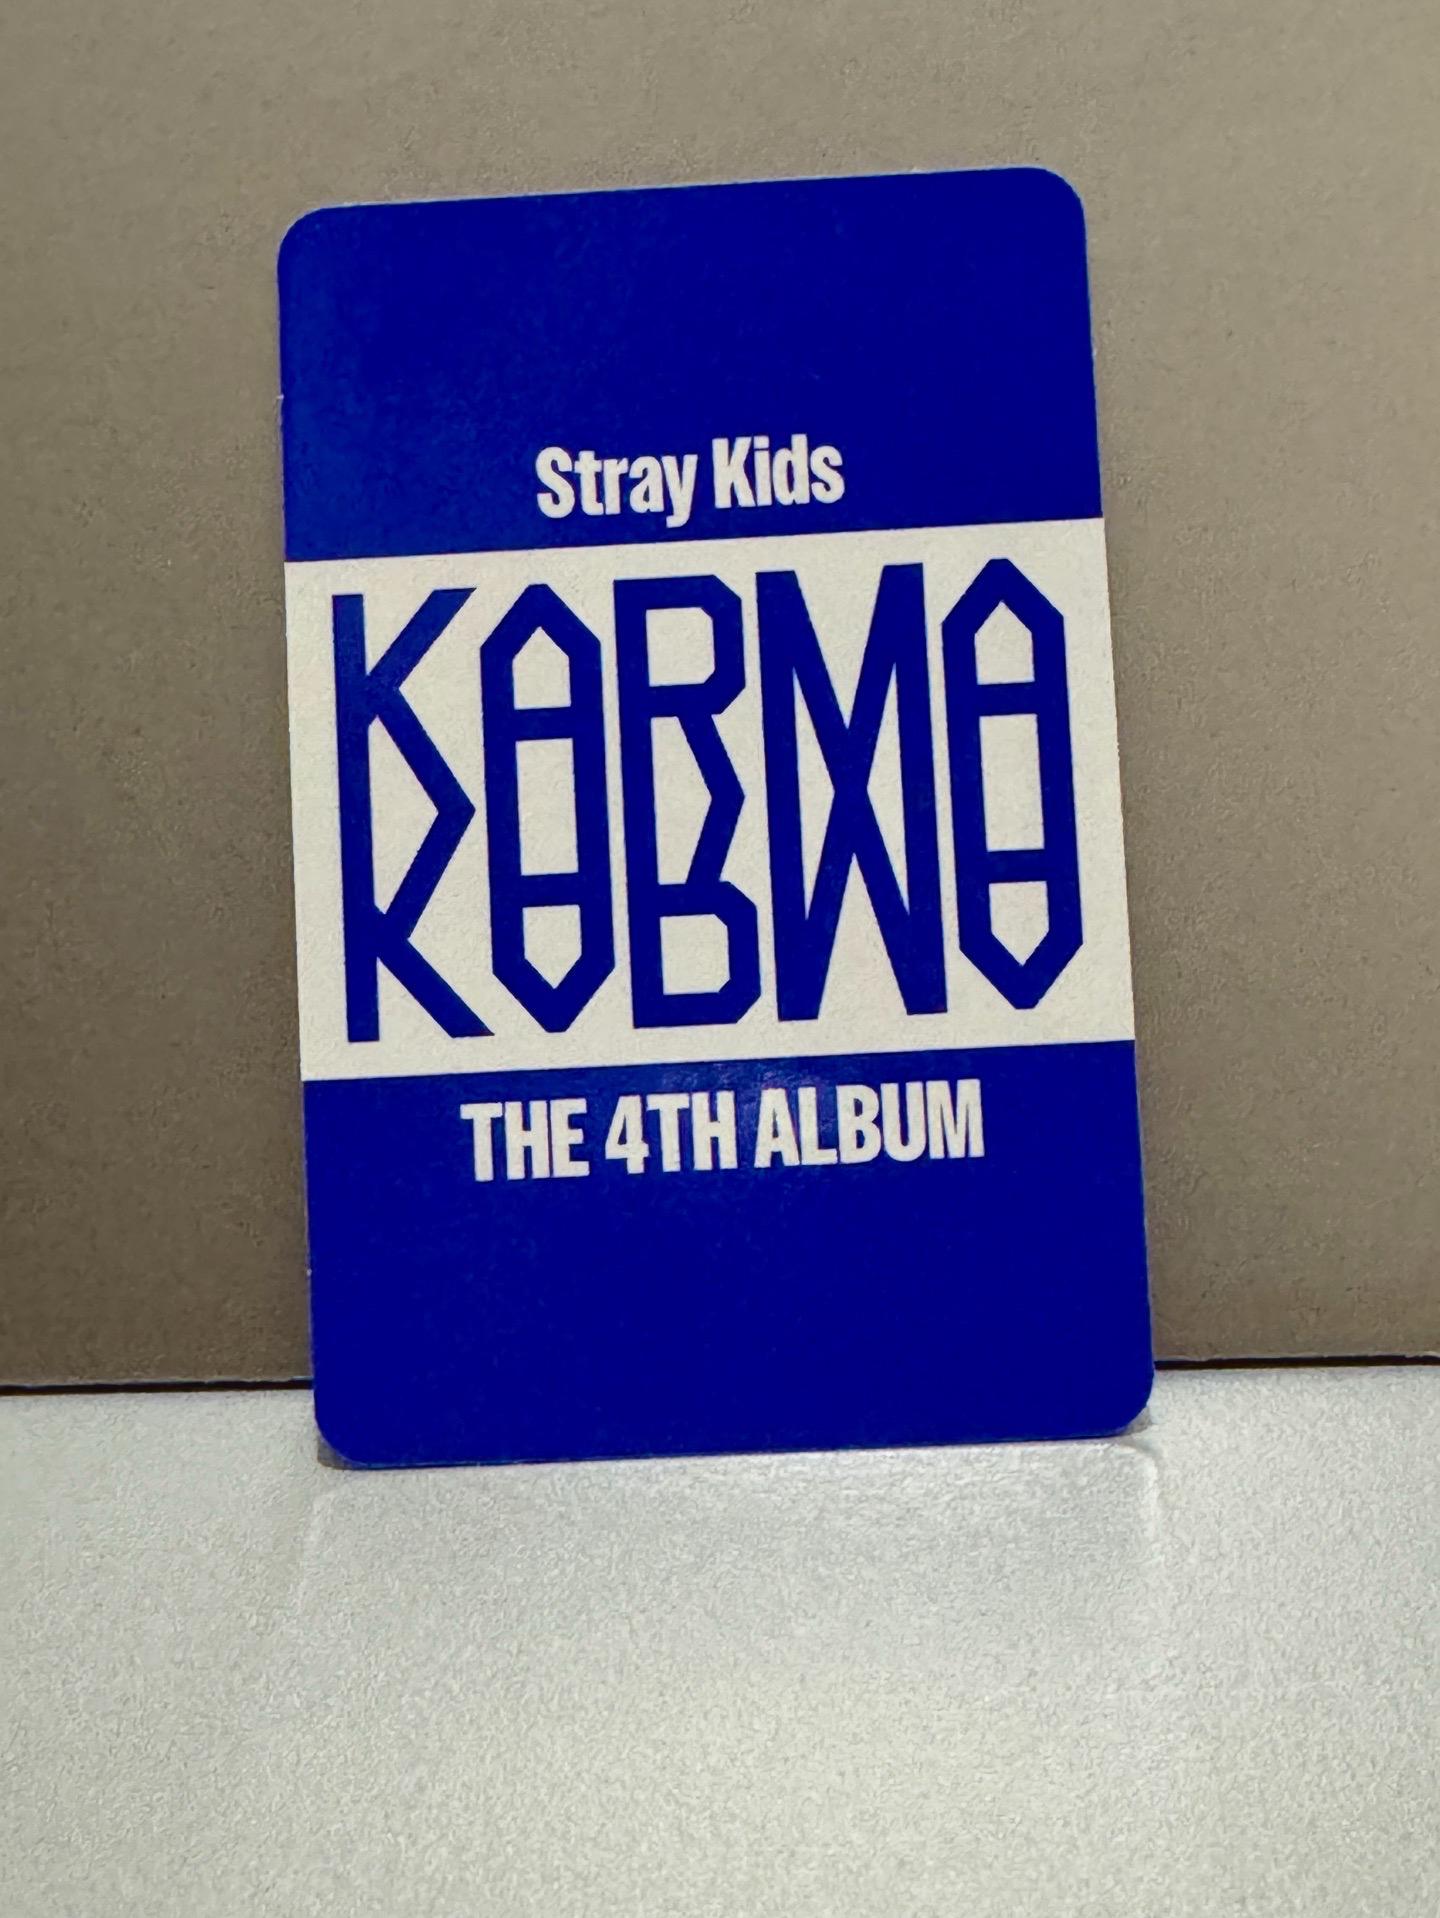 Stray Kids
KARMA
THE 4TH ALBUM